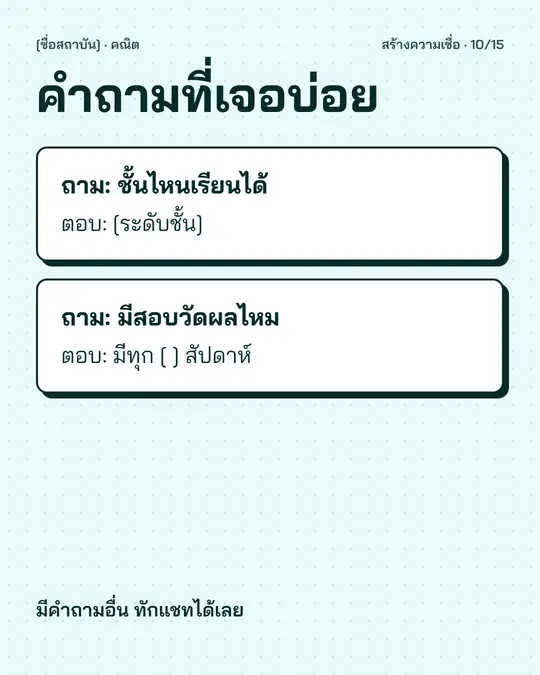 (ชื่อสถาบัน) · คณิต
สร้างความเชื่อ · 10/15
คำถามที่เจอบ่อย
ถาม: ชั้นไหนเรียนได้
ตอบ: (ระดับชั้น)
ถาม: มีสอบวัดผลไหม
ตอบ: มีทุก ( ) สัปดาห์
มีคำถามอื่น ทักแชทได้เลย